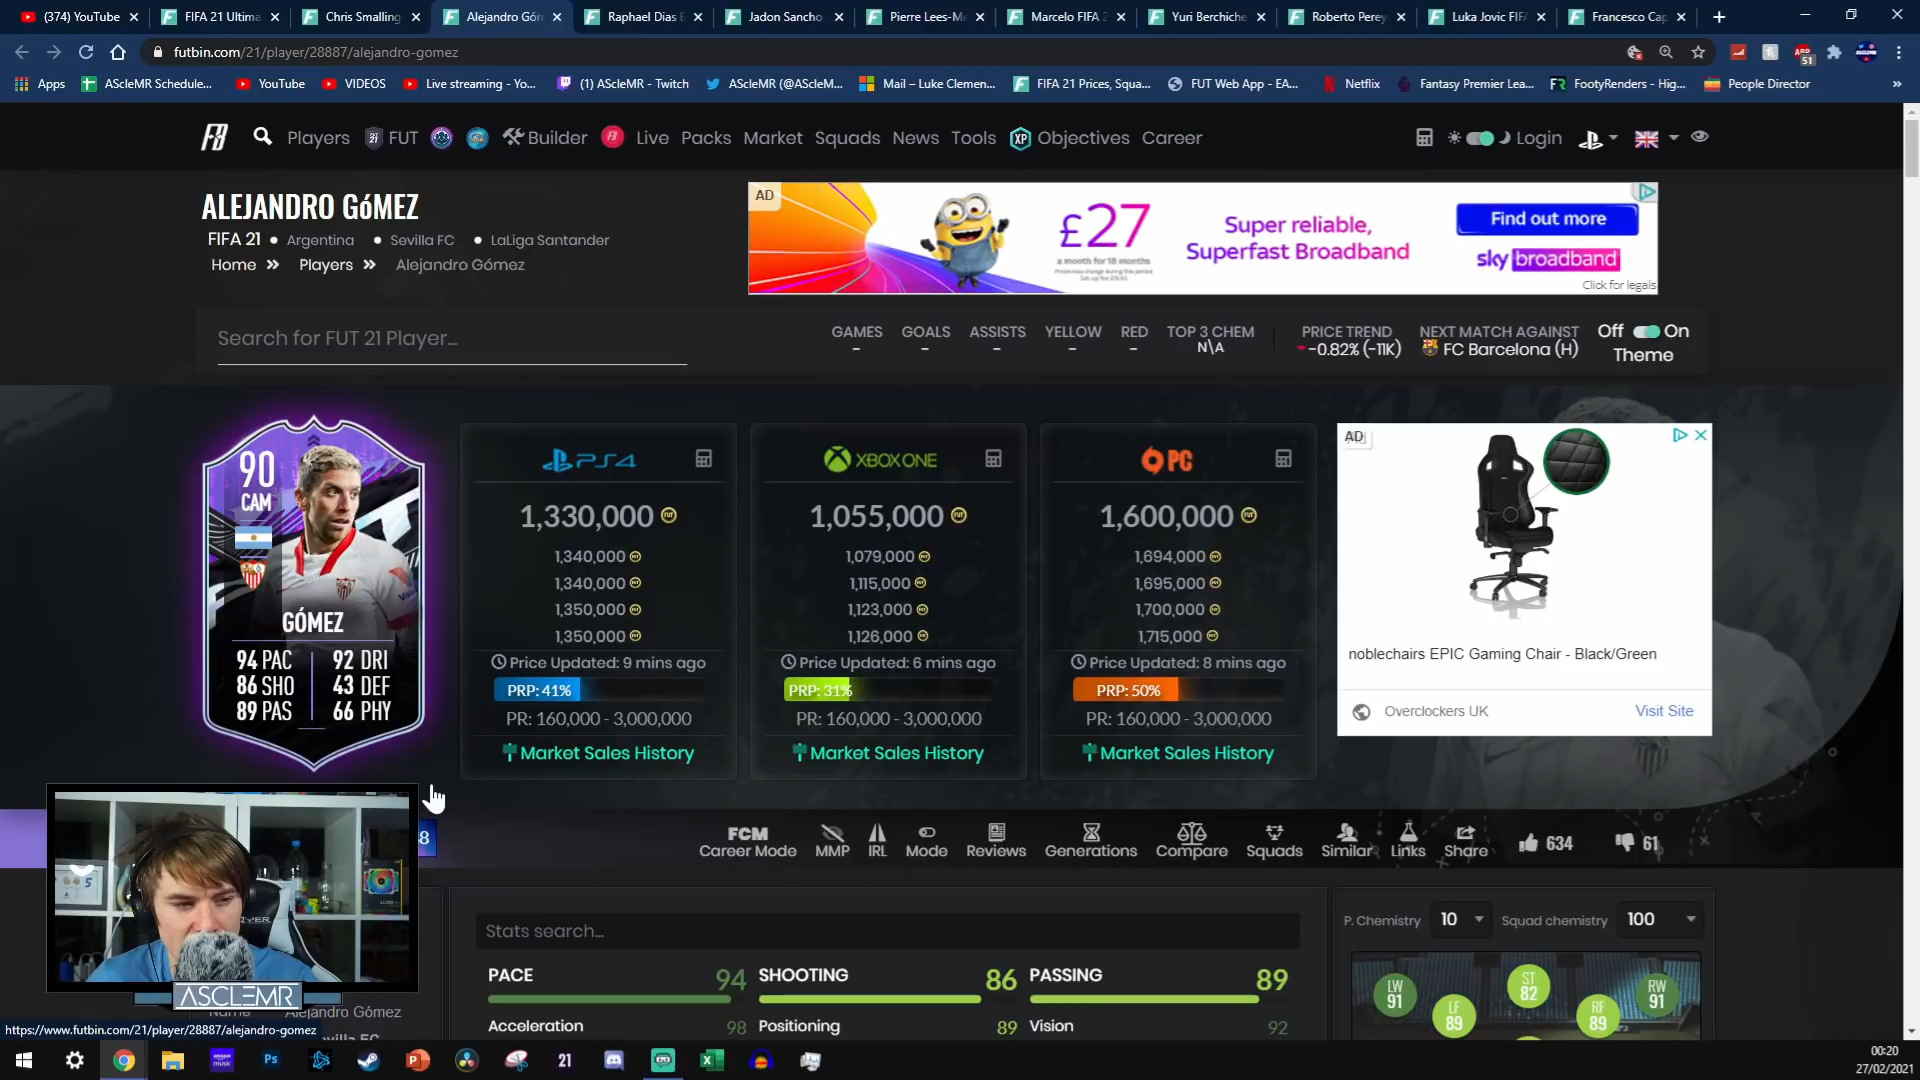 (374) YouTube
FIFA 21 Ultima
Chris Smalling
Alejandro Gón
Raphael Dias
Jadon Sancho
Pierre Lees-M
Marcelo FIFA 2
Yuri Berchiche
Roberto Perey
Luka Jovic FIF
Francesco Cap
futbin.com/21/player/28887/alejandro-gomez
51
Apps
AScleMR Schedule...
YouTube
VIDEOS
Live streaming - Yo...
(1) AScleMR - Twitch
AScleMR (@AScleM...
Mail – Luke Clemen...
FIFA 21 Prices, Squa...
FUT Web App - EA...
Netflix
Fantasy Premier Lea...
FootyRenders - Hig...
People Director
»
Players
FUT
Builder
Live
Packs
Market
Squads
News
Tools
XP
Objectives
Career
Login
ALEJANDRO GóMEZ
FIFA 21 • Argentina • Sevilla FC • LaLiga Santander
Home » Players » Alejandro Gómez
AD
£27
a month for 18 months
Super reliable,
Superfast Broadband
Find out more
sky broadband
Click for legals
Search for FUT 21 Player...
GAMES
-
GOALS
-
ASSISTS
-
YELLOW
-
RED
-
TOP 3 CHEM
N\A
PRICE TREND
-0.82% (-11K)
NEXT MATCH AGAINST
FC Barcelona (H)
Off On
Theme
90
CAM
GÓMEZ
94 PAC 92 DRI
86 SHO 43 DEF
89 PAS 66 PHY
PS4
1,330,000
1,340,000
1,340,000
1,350,000
1,350,000
Price Updated: 9 mins ago
PRP: 41%
PR: 160,000 - 3,000,000
Market Sales History
XBOX ONE
1,055,000
1,079,000
1,115,000
1,123,000
1,126,000
Price Updated: 6 mins ago
PRP: 31%
PR: 160,000 - 3,000,000
Market Sales History
PC
1,600,000
1,694,000
1,695,000
1,700,000
1,715,000
Price Updated: 8 mins ago
PRP: 50%
PR: 160,000 - 3,000,000
Market Sales History
AD
noblechairs EPIC Gaming Chair - Black/Green
Overclockers UK
Visit Site
8
FCM
Career Mode
MMP
IRL
Mode
Reviews
Generations
Compare
Squads
Similar
Links
Share
634
61
Stats search...
PACE 94
SHOOTING 86
PASSING 89
Acceleration 98
Positioning 89
Vision 92
P. Chemistry 10
Squad chemistry 100
LW
91
ST
82
RW
91
LF
89
RF
89
ASCLEMR
Name Alejandro Gómez
https://www.futbin.com/21/player/28887/alejandro-gomez
villa FC
21
00:20
27/02/2021